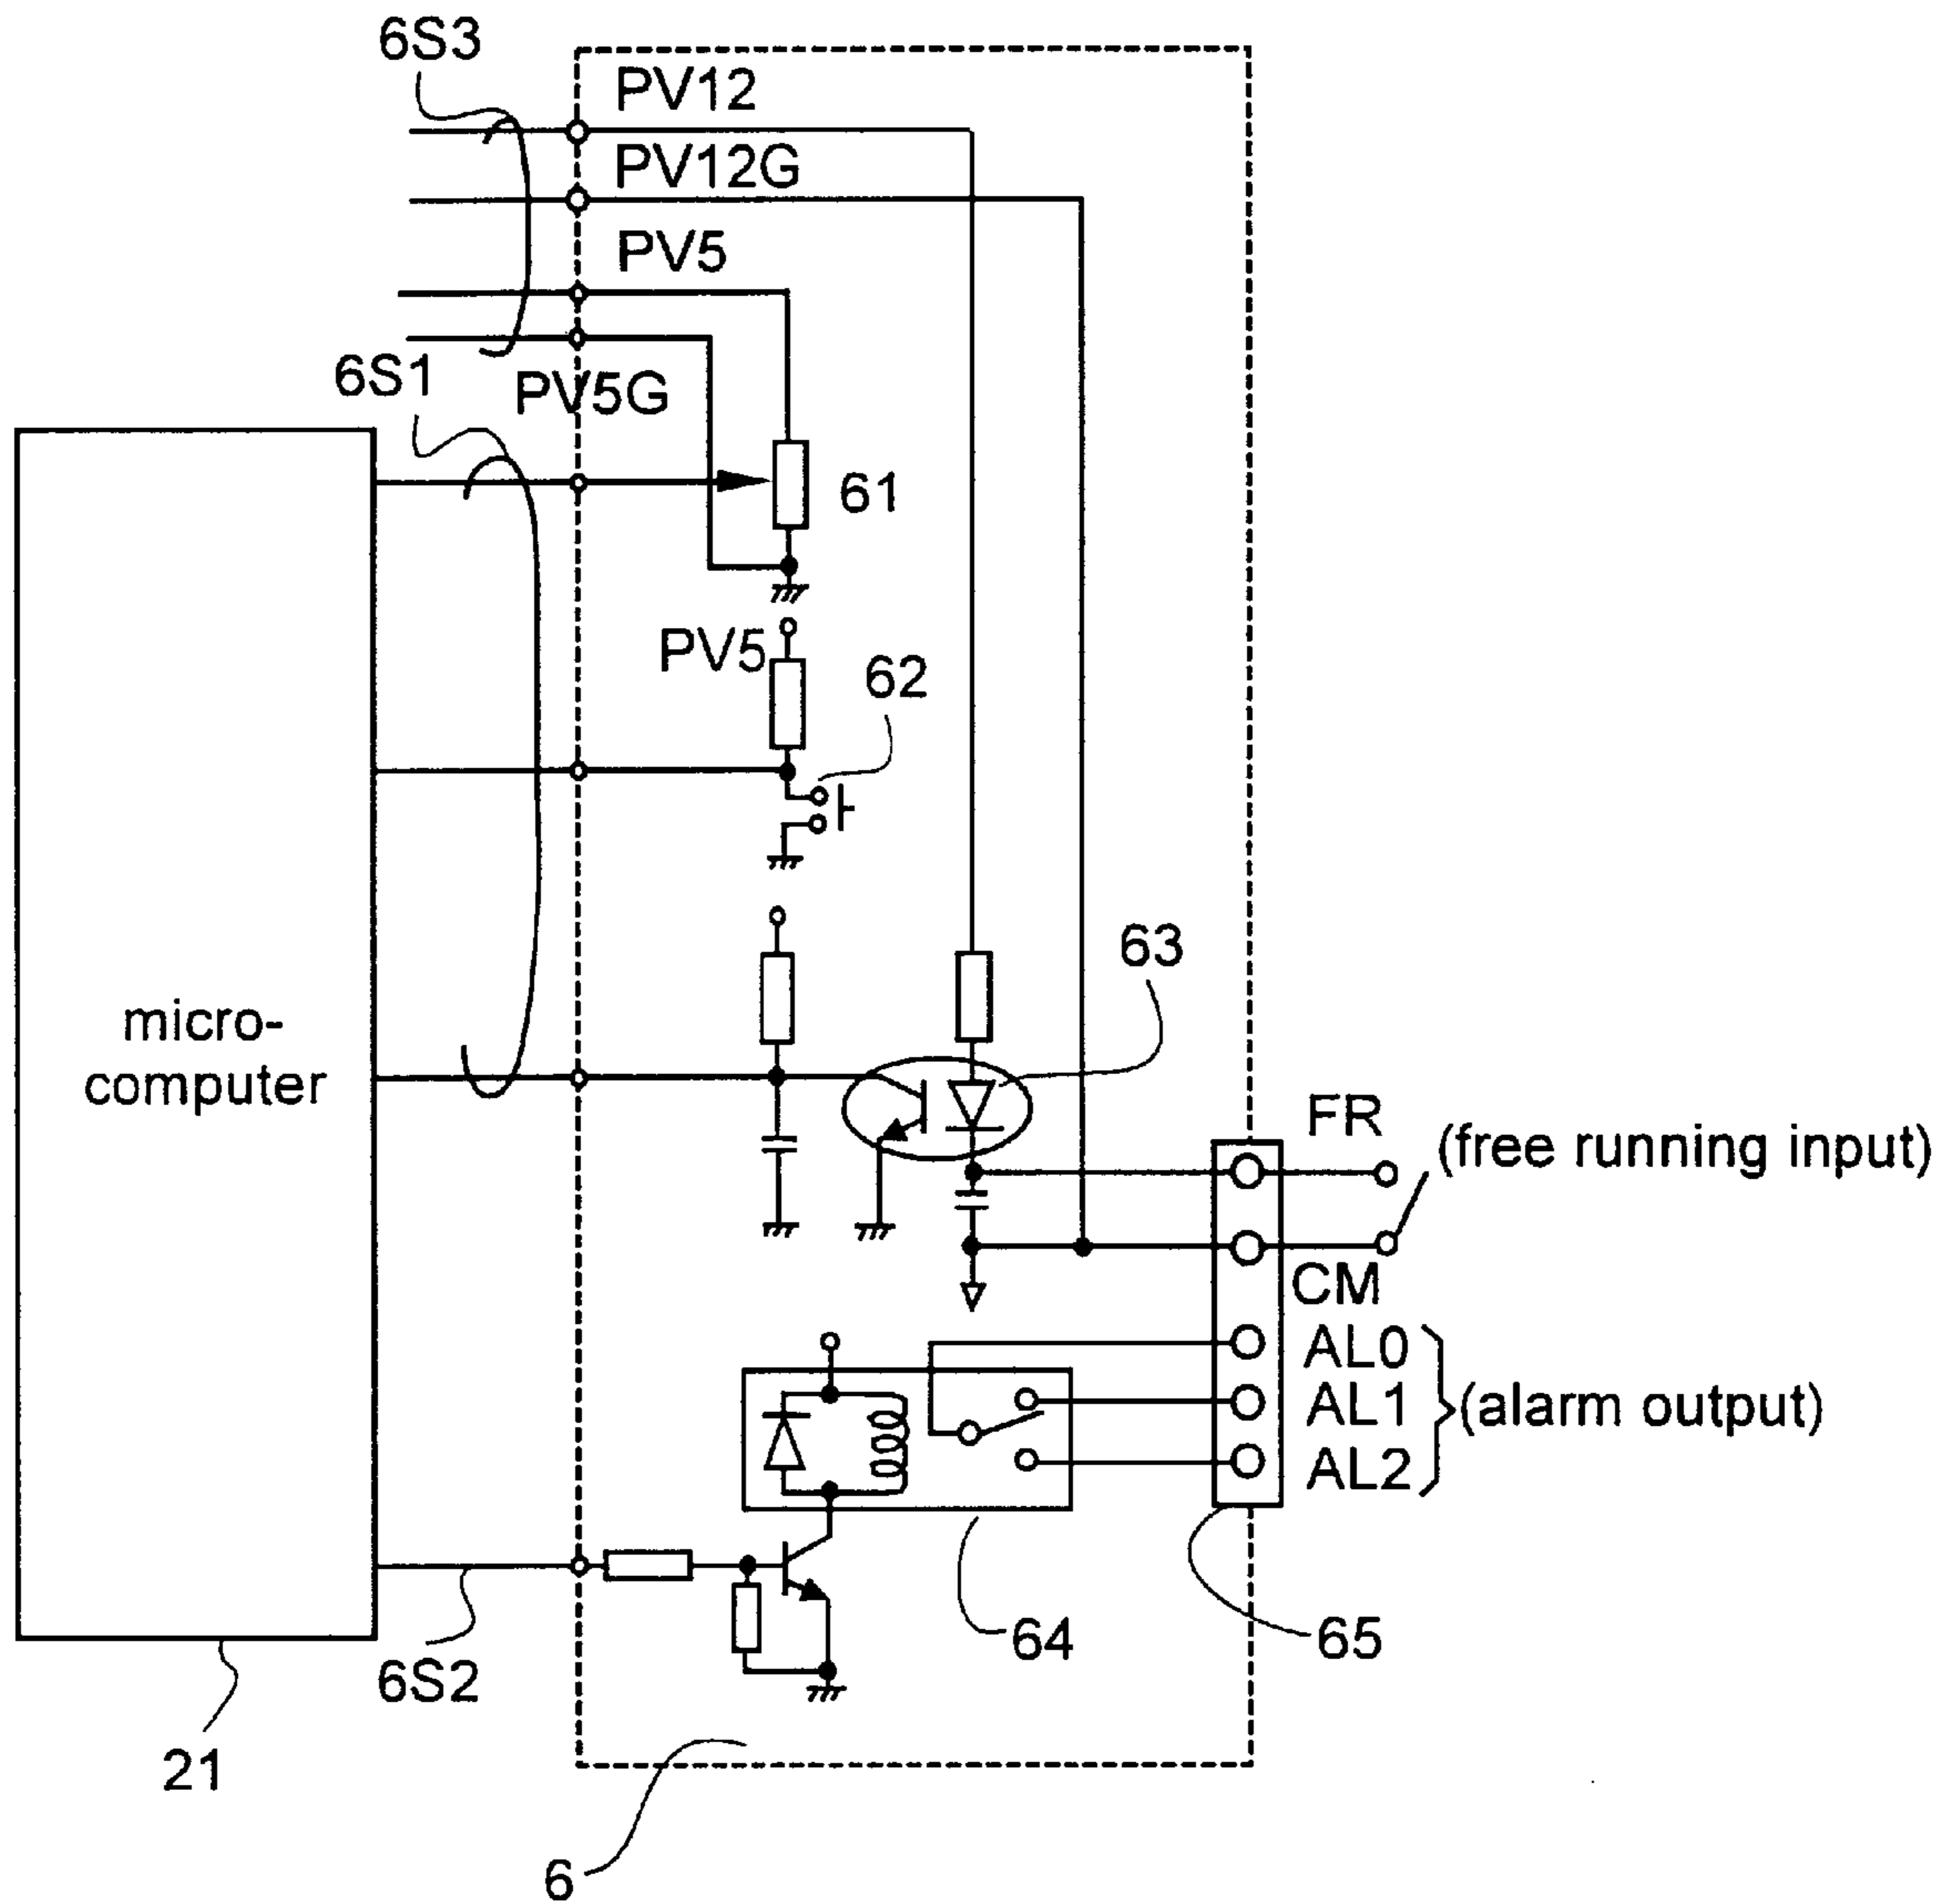 6S3
PV12
PV12G
PV5
6S1
PV5G
61
PV5
62
63
micro-
computer
FR
(free running input)
CM
AL0
AL1
(alarm output)
AL2
64
65
6S2
21
6